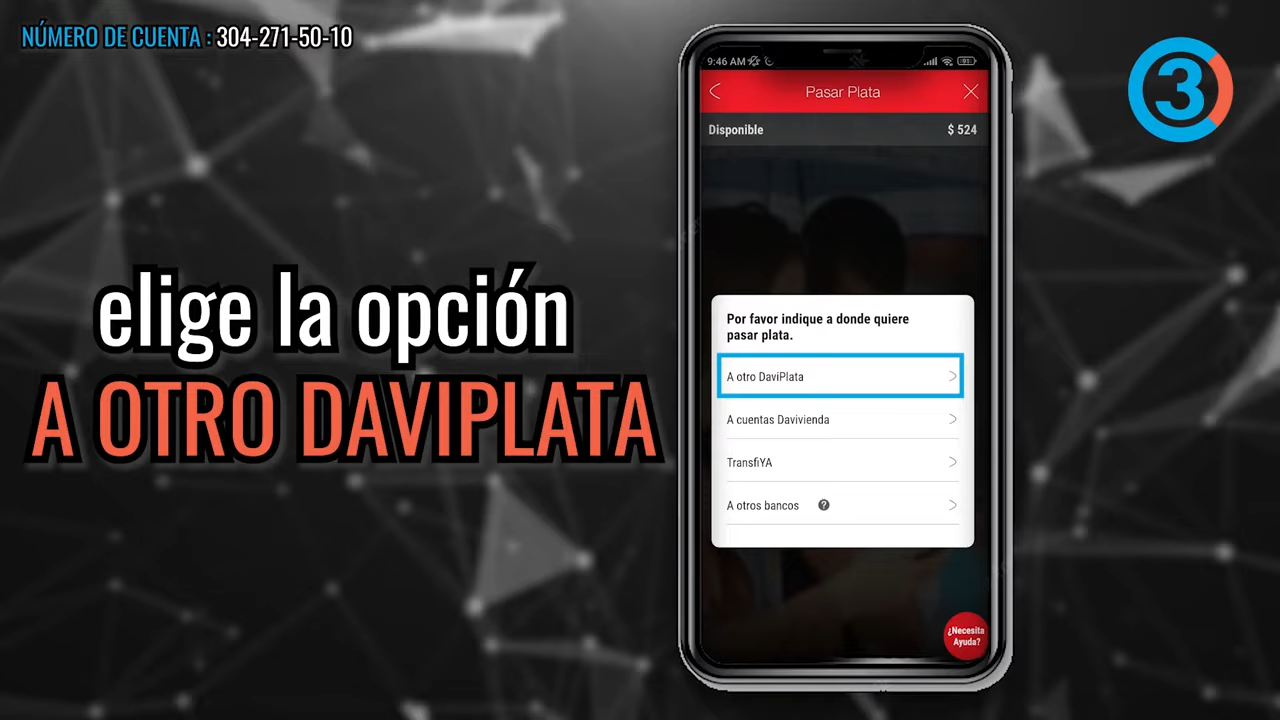 NÚMERO DE CUENTA : 304-271-50-10
3
elige la opción
A OTRO DAVIPLATA
9:46 AM
91
Pasar Plata
Disponible $ 524
Por favor indique a donde quiere
pasar plata.
A otro DaviPlata
A cuentas Davivienda
TransfiYA
A otros bancos ?
¿Necesita
Ayuda?